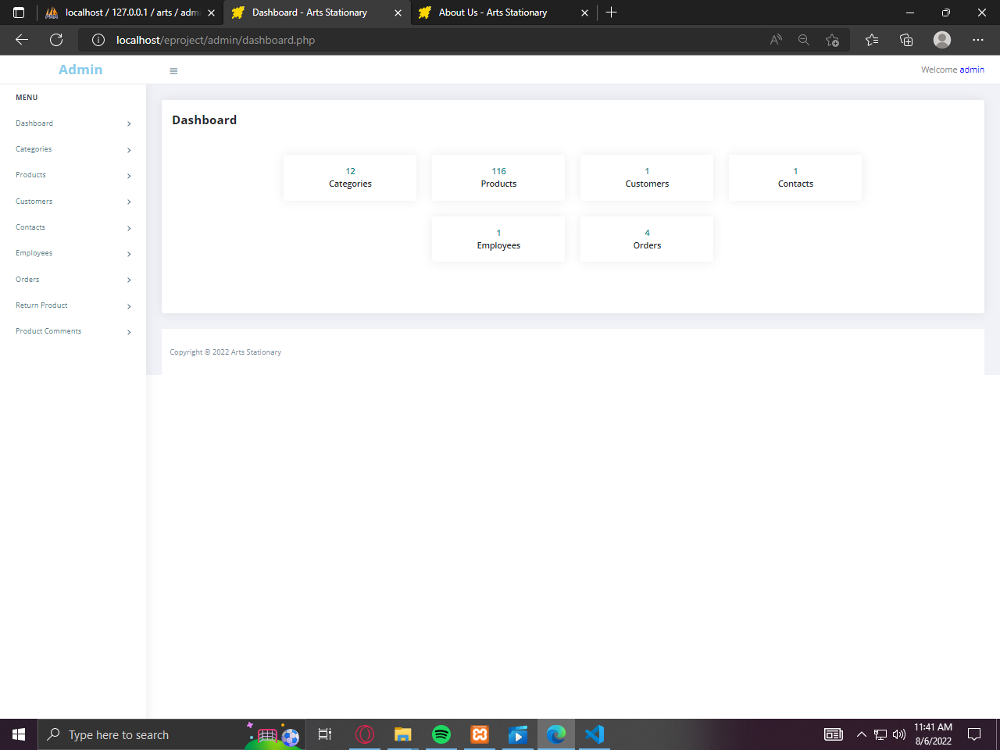 localhost / 127.0.0.1 / arts / admi
Dashboard - Arts Stationary
About Us - Arts Stationary
localhost/eproject/admin/dashboard.php
Admin
Welcome admin
MENU
Dashboard
Categories
Products
Customers
Contacts
Employees
Orders
Return Product
Product Comments
Dashboard
12
Categories
116
Products
1
Customers
1
Contacts
1
Employees
4
Orders
Copyright © 2022 Arts Stationary
Type here to search
11:41 AM
8/6/2022